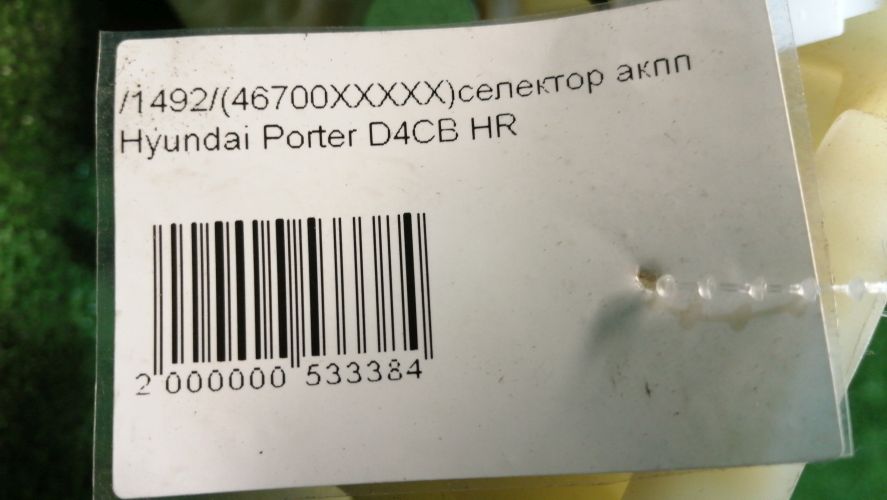 /1492/(46700XXXXX)селектор акпп
Hyundai Porter D4CB HR
2 000000 533384